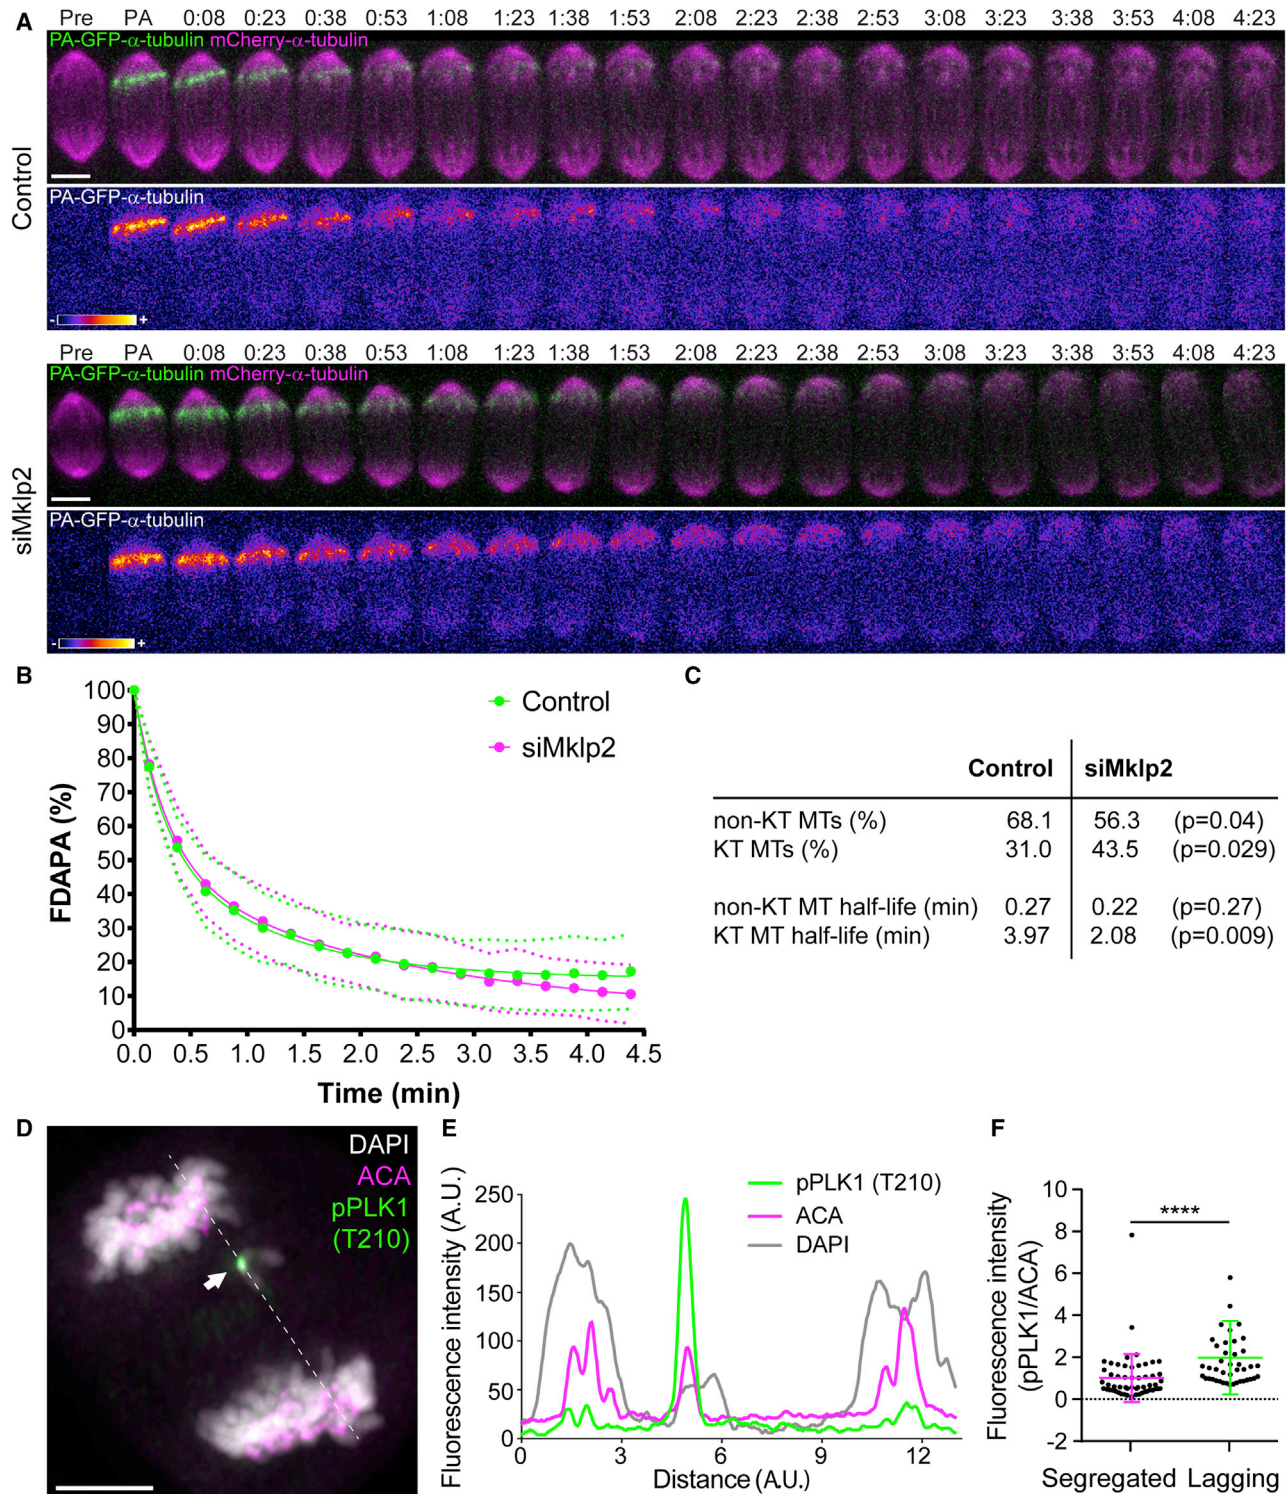 A
Pre PA 0:08 0:23 0:38 0:53 1:08 1:23 1:38 1:53 2:08 2:23 2:38 2:53 3:08 3:23 3:38 3:53 4:08 4:23
PA-GFP-α-tubulin mCherry-α-tubulin
Control
PA-GFP-α-tubulin
- +
Pre PA 0:08 0:23 0:38 0:53 1:08 1:23 1:38 1:53 2:08 2:23 2:38 2:53 3:08 3:23 3:38 3:53 4:08 4:23
PA-GFP-α-tubulin mCherry-α-tubulin
siMklp2
PA-GFP-α-tubulin
- +
B
FDAPA (%)
100
90
80
70
60
50
40
30
20
10
0
0.0 0.5 1.0 1.5 2.0 2.5 3.0 3.5 4.0 4.5
Time (min)
Control
siMklp2
C
Control siMklp2
non-KT MTs (%) 68.1 56.3 (p=0.04)
KT MTs (%) 31.0 43.5 (p=0.029)
non-KT MT half-life (min) 0.27 0.22 (p=0.27)
KT MT half-life (min) 3.97 2.08 (p=0.009)
D
DAPI
ACA
pPLK1
(T210)
E
Fluorescence intensity (A.U.)
250
200
150
100
50
0
0 3 6 9 12
Distance (A.U.)
pPLK1 (T210)
ACA
DAPI
F
Fluorescence intensity
(pPLK1/ACA)
10
8
6
4
2
0
-2
****
Segregated Lagging